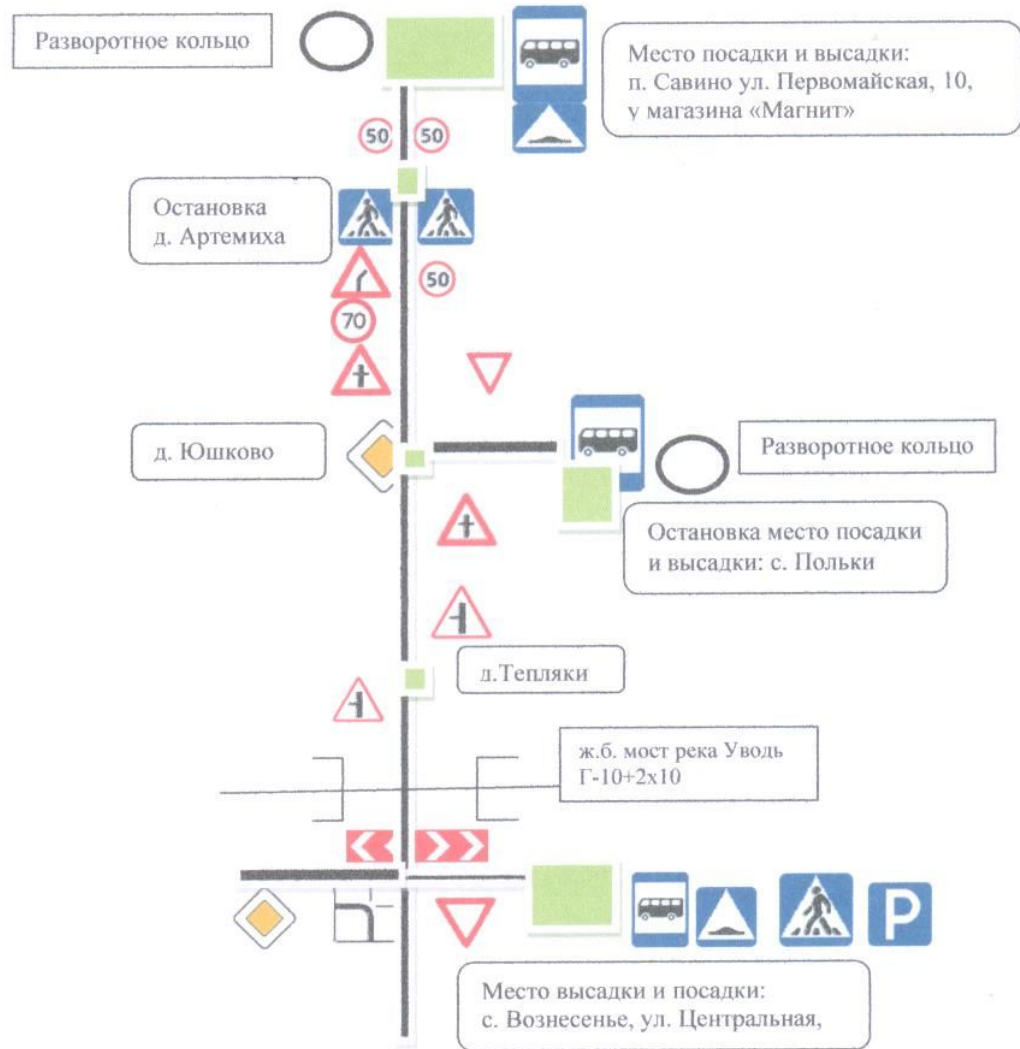 Разворотное кольцо
Место посадки и высадки:
п. Савино ул. Первомайская, 10,
у магазина «Магнит»
50
50
Остановка
д. Артемиха
50
70
д. Юшково
Разворотное кольцо
Остановка место посадки
и высадки: с. Польки
д.Тепляки
ж.б. мост река Уводь
Г-10+2х10
P
Место высадки и посадки:
с. Вознесенье, ул. Центральная,